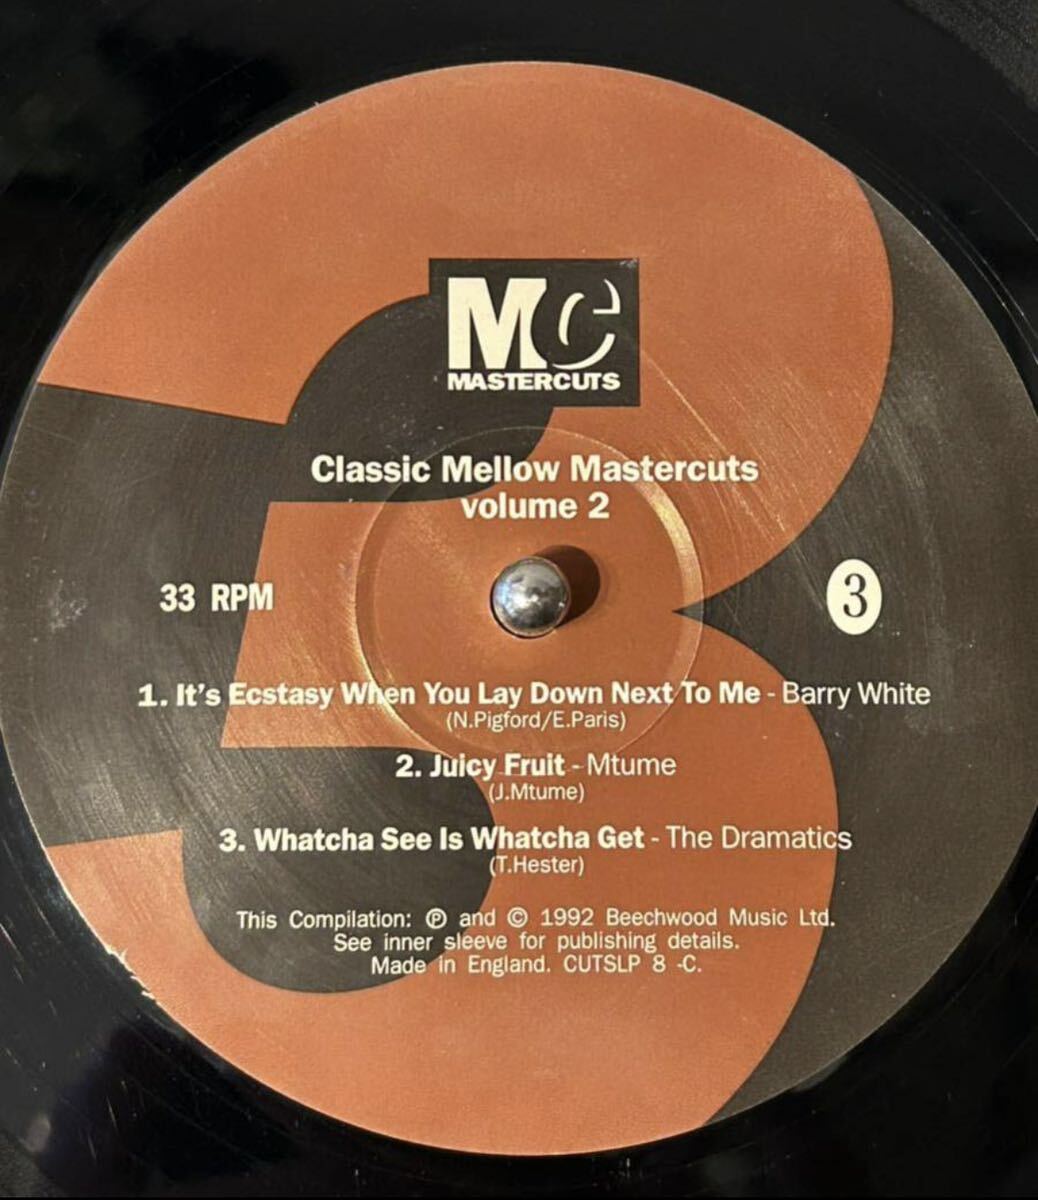 Mc
MASTERCUTS
Classic Mellow Mastercuts
volume 2
33 RPM
3
1. It's Ecstasy When You Lay Down Next To Me - Barry White
(N.Pigford/E.Paris)
2. Juicy Fruit - Mtume
(J.Mtume)
3. Whatcha See Is Whatcha Get - The Dramatics
(T.Hester)
This Compilation: ℗ and © 1992 Beechwood Music Ltd.
See inner sleeve for publishing details.
Made in England. CUTSLP 8 -C.